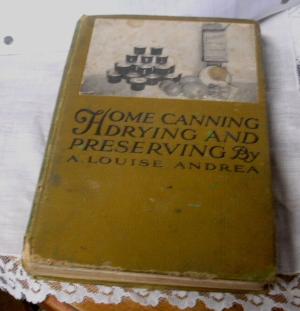 HOME CANNING
DRYING AND
PRESERVING By
A. LOUISE ANDREA